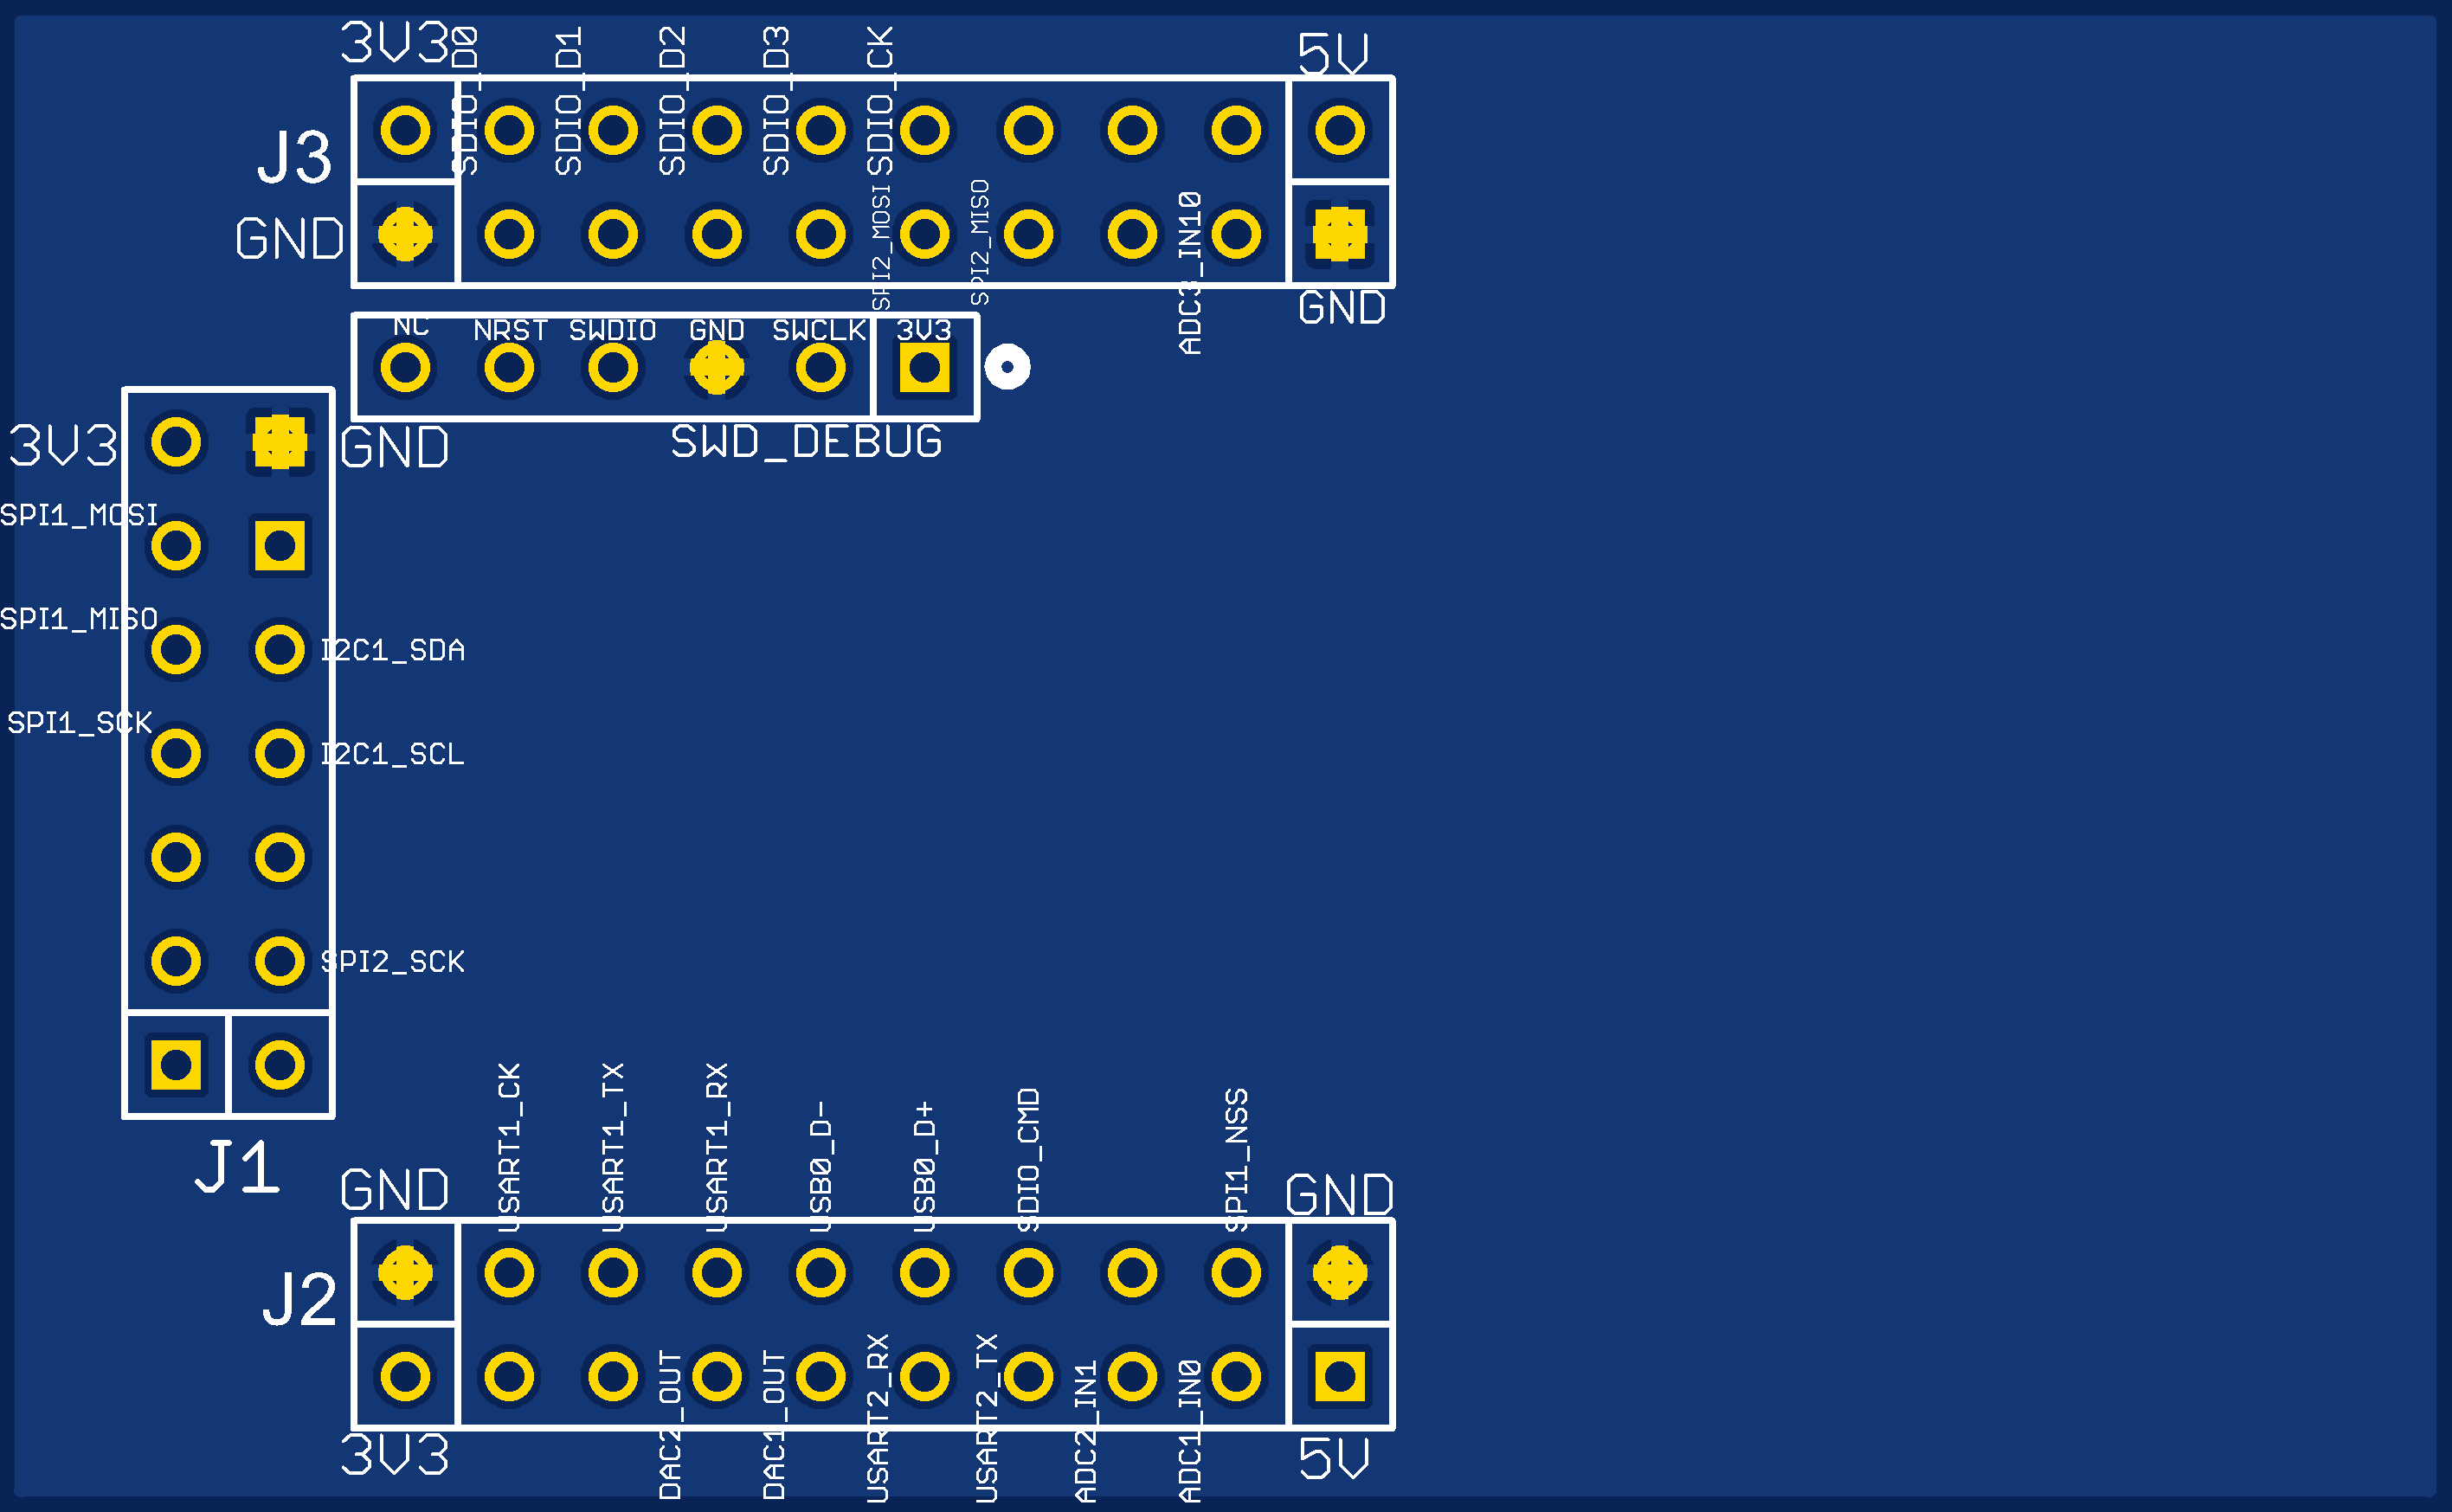 3V3
SDIO_D0
SDIO_D1
SDIO_D2
SDIO_D3
SDIO_CK
5V
J3
GND
SPI2_MOSI
SPI2_MISO
ADC3_IN10
GND
NC
NRST
SWDIO
GND
SWCLK
3V3
SWD_DEBUG
3V3
GND
SPI1_MOSI
SPI1_MISO
I2C1_SDA
SPI1_SCK
I2C1_SCL
SPI2_SCK
J1
GND
USART1_CK
USART1_TX
USART1_RX
USB0_D-
USB0_D+
SDIO_CMD
SPI1_NSS
GND
J2
DAC2_OUT
DAC1_OUT
USART2_RX
USART2_TX
ADC2_IN1
ADC1_IN0
3V3
5V